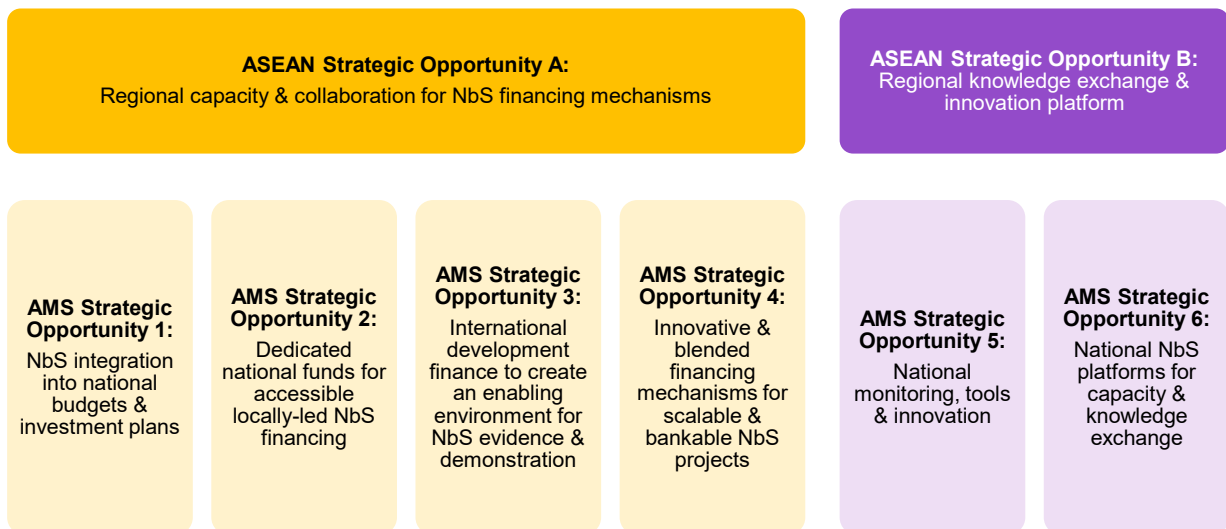 ASEAN Strategic Opportunity A:
Regional capacity & collaboration for NbS financing mechanisms
ASEAN Strategic Opportunity B:
Regional knowledge exchange &
innovation platform
AMS Strategic
Opportunity 1:
NbS integration
into national
budgets &
investment plans
AMS Strategic
Opportunity 2:
Dedicated
national funds for
accessible
locally-led NbS
financing
AMS Strategic
Opportunity 3:
International
development
finance to create
an enabling
environment for
NbS evidence &
demonstration
AMS Strategic
Opportunity 4:
Innovative &
blended
financing
mechanisms for
scalable &
bankable NbS
projects
AMS Strategic
Opportunity 5:
National
monitoring, tools
& innovation
AMS Strategic
Opportunity 6:
National NbS
platforms for
capacity &
knowledge
exchange